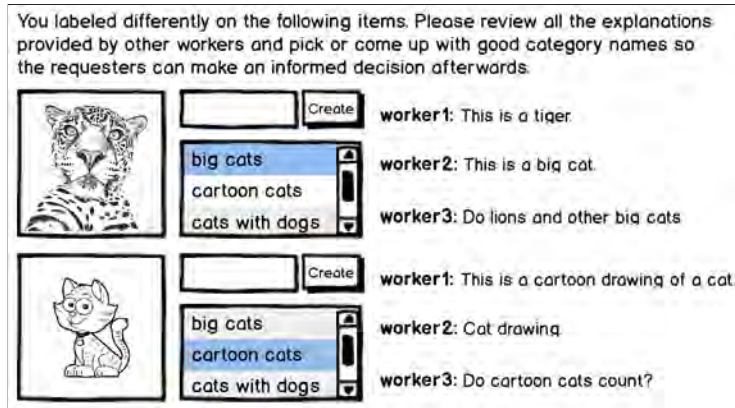 You labeled differently on the following items. Please review all the explanations
provided by other workers and pick or come up with good category names so
the requesters can make an informed decision afterwards.
Create
big cats
cartoon cats
cats with dogs
worker1: This is a tiger.
worker2: This is a big cat.
worker3: Do lions and other big cats
Create
big cats
cartoon cats
cats with dogs
worker1: This is a cartoon drawing of a cat
worker2: Cat drawing
worker3: Do cartoon cats count?